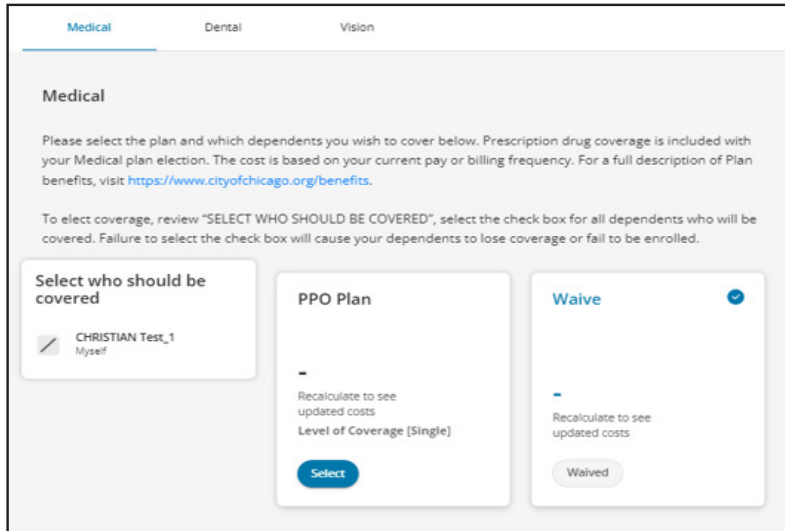 Medical Dental Vision
Medical
Please select the plan and which dependents you wish to cover below. Prescription drug coverage is included with
your Medical plan election. The cost is based on your current pay or billing frequency. For a full description of Plan
benefits, visit https://www.cityofchicago.org/benefits.
To elect coverage, review “SELECT WHO SHOULD BE COVERED”, select the check box for all dependents who will be
covered. Failure to select the check box will cause your dependents to lose coverage or fail to be enrolled.
Select who should be
covered
CHRISTIAN Test_1
Myself
PPO Plan
-
Recalculate to see
updated costs
Level of Coverage [Single]
Select
Waive
-
Recalculate to see
updated costs
Waived